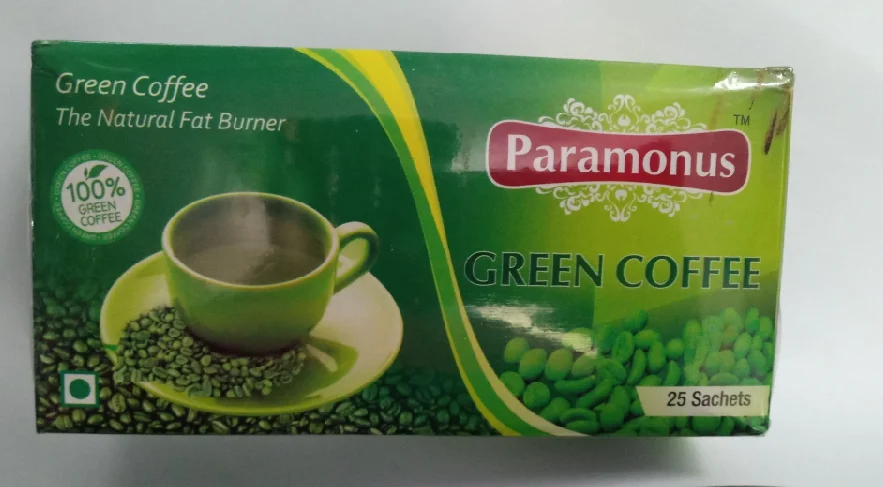 Green Coffee
The Natural Fat Burner
100%
GREEN
COFFEE
Paramonus
TM
GREEN COFFEE
25 Sachets